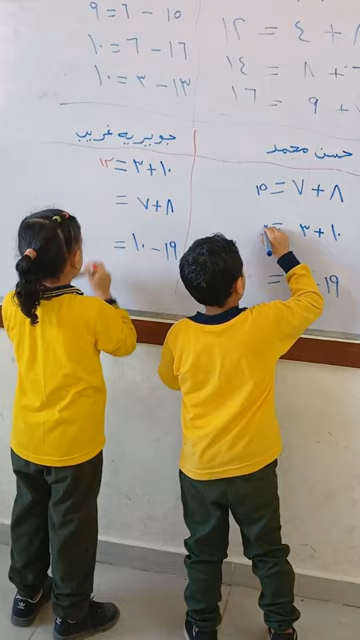 ٨ + ٤ = ١٢
+ ٨ = ١٤
+ ٩ = ١٦
١٥ − ٦ = ٩
١٦ − ٦ = ١٠
١٣ − ٣ = ١٠
حسن محمد
٨ + ٧ = ١٥
١٠ + ٣ =
١٩ − =
جويريه غريب
١٠ + ٣ = ١٣
٨ + ٧ =
١٩ − ١٠ =